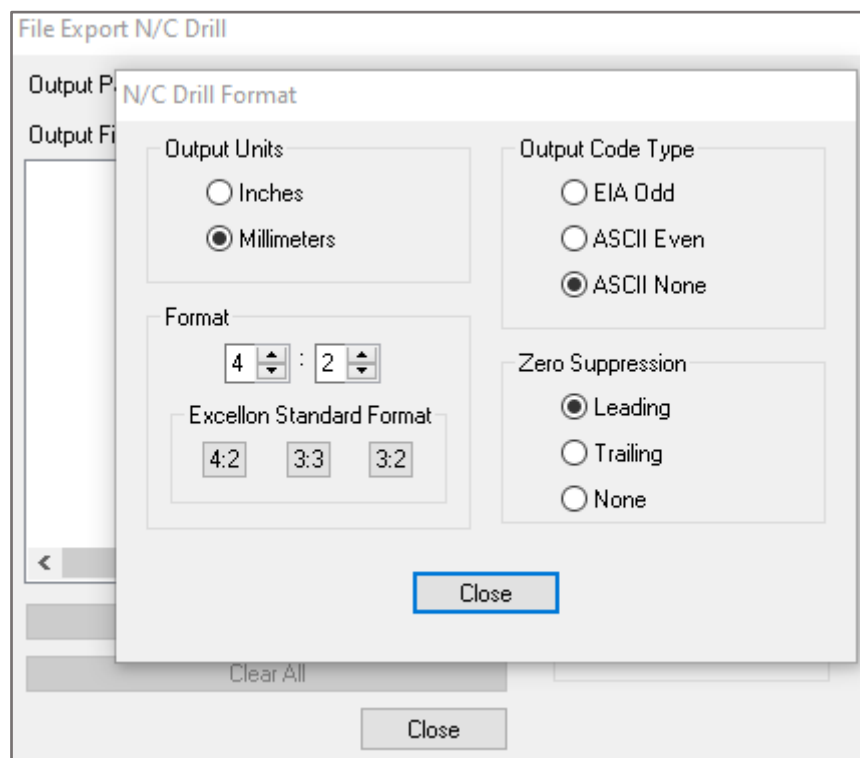 File Export N/C Drill
Output P
N/C Drill Format
Output Fi
Output Units
Inches
Millimeters
Output Code Type
EIA Odd
ASCII Even
ASCII None
Format
4 : 2
Excellon Standard Format
4:2 3:3 3:2
Zero Suppression
Leading
Trailing
None
Close
Clear All
Close